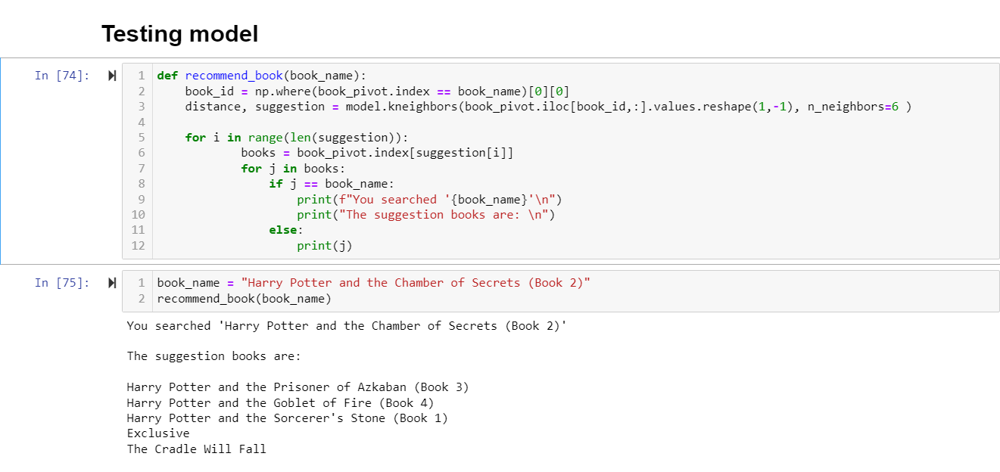 Testing model
In [74]:
1 def recommend_book(book_name):
2     book_id = np.where(book_pivot.index == book_name)[0][0]
3     distance, suggestion = model.kneighbors(book_pivot.iloc[book_id,:].values.reshape(1,-1), n_neighbors=6 )
4
5     for i in range(len(suggestion)):
6             books = book_pivot.index[suggestion[i]]
7             for j in books:
8                 if j == book_name:
9                     print(f"You searched '{book_name}'\n")
10                     print("The suggestion books are: \n")
11                 else:
12                     print(j)
In [75]:
1 book_name = "Harry Potter and the Chamber of Secrets (Book 2)"
2 recommend_book(book_name)
You searched 'Harry Potter and the Chamber of Secrets (Book 2)'
The suggestion books are:
Harry Potter and the Prisoner of Azkaban (Book 3)
Harry Potter and the Goblet of Fire (Book 4)
Harry Potter and the Sorcerer's Stone (Book 1)
Exclusive
The Cradle Will Fall